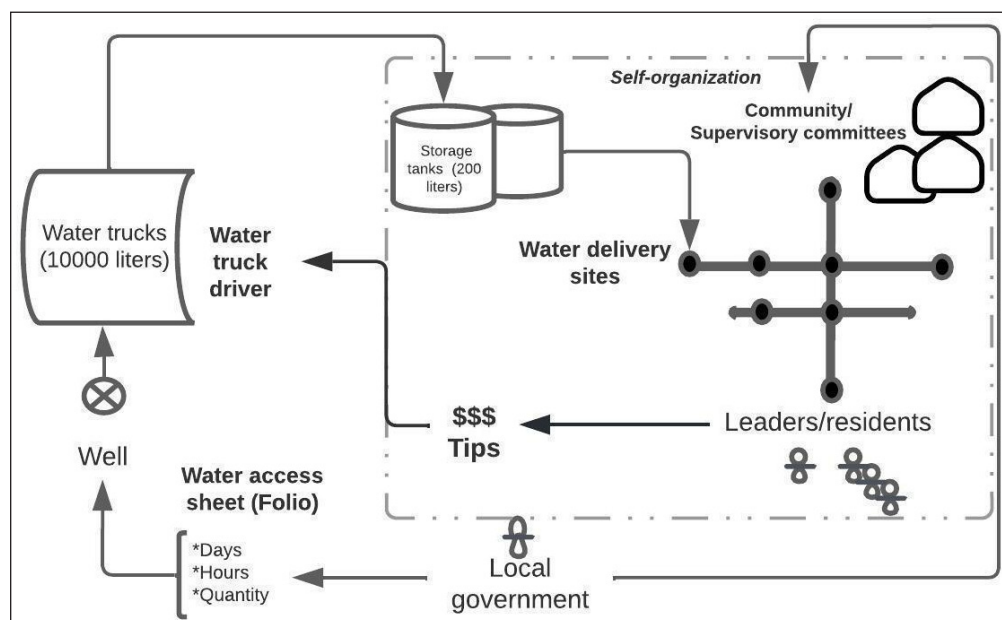 Self-organization
Community/
Supervisory committees
Storage
tanks (200
liters)
Water trucks
(10000 liters)
Water
truck
driver
Water delivery
sites
$$$
Tips
Leaders/residents
Well
Water access
sheet (Folio)
*Days
*Hours
*Quantity
Local
government